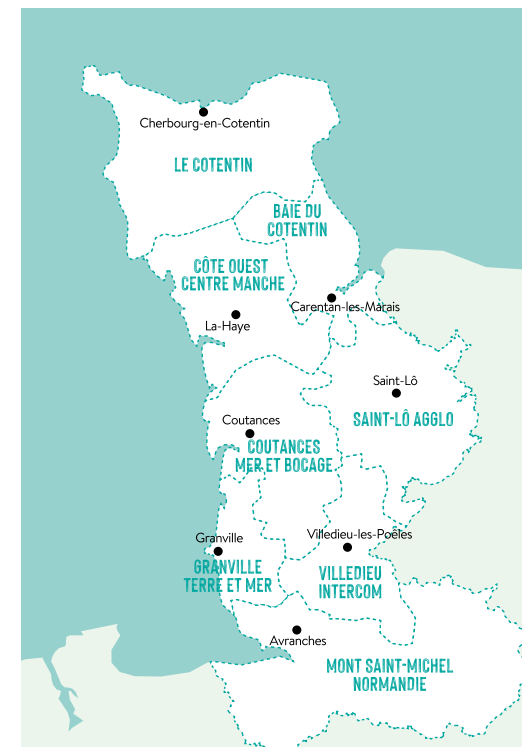 Cherbourg-en-Cotentin
LE COTENTIN
BAIE DU
COTENTIN
CÔTE OUEST
CENTRE MANCHE
Carentan-les-Marais
La-Haye
Saint-Lô
SAINT-LÔ AGGLO
Coutances
COUTANCES
MER ET BOCAGE
Granville
GRANVILLE
TERRE ET MER
Villedieu-les-Poêles
VILLEDIEU
INTERCOM
Avranches
MONT SAINT-MICHEL
NORMANDIE